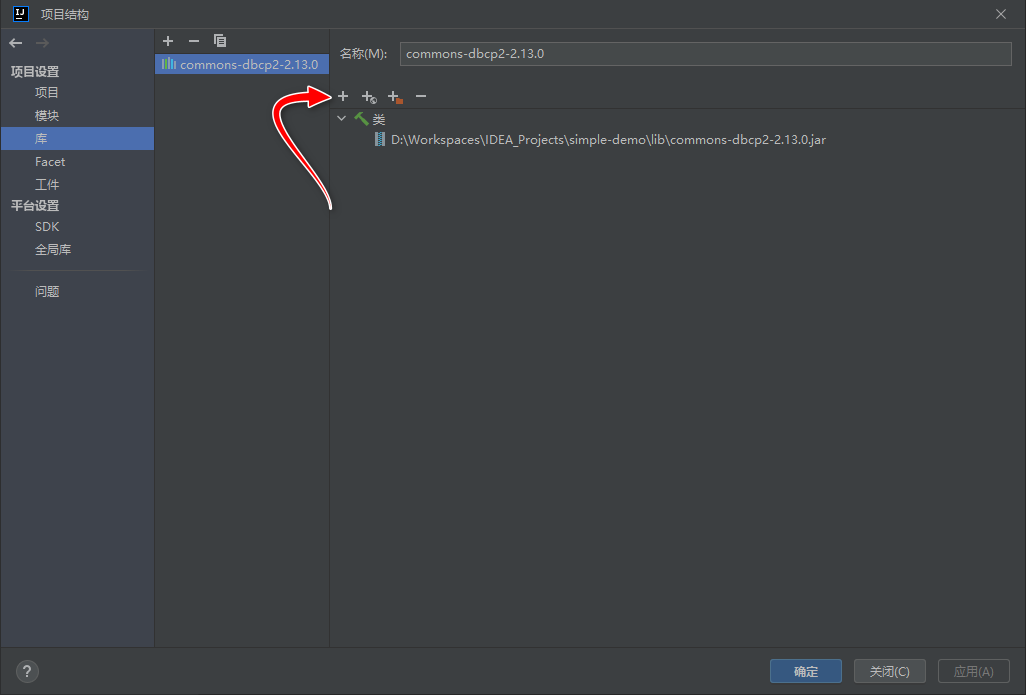 项目结构
项目设置
项目
模块
库
Facet
工件
平台设置
SDK
全局库
问题
commons-dbcp2-2.13.0
名称(M): commons-dbcp2-2.13.0
类
D:\Workspaces\IDEA_Projects\simple-demo\lib\commons-dbcp2-2.13.0.jar
? 确定 关闭(C) 应用(A)